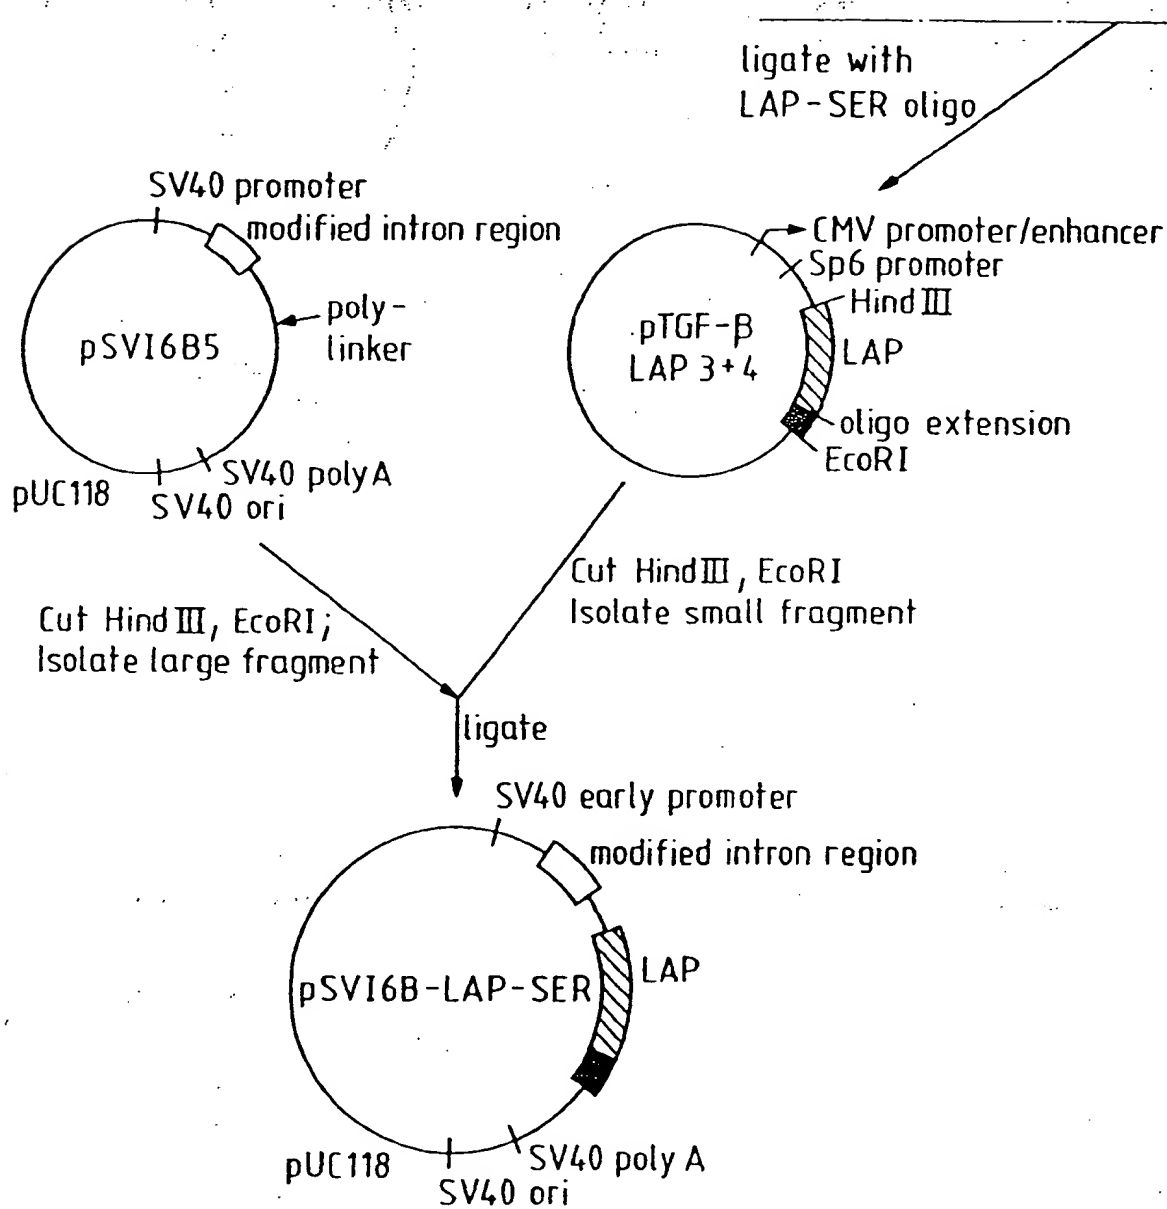 ligate with
LAP-SER oligo
SV40 promoter
modified intron region
poly-
linker
pSVI6B5
SV40 poly A
pUC118
SV40 ori
CMV promoter/enhancer
Sp6 promoter
Hind III
pTGF-β
LAP 3+4
LAP
oligo extension
EcoRI
Cut Hind III, EcoRI;
Isolate large fragment
Cut Hind III, EcoRI
Isolate small fragment
ligate
SV40 early promoter
modified intron region
pSVI6B-LAP-SER
LAP
pUC118
SV40 poly A
SV40 ori